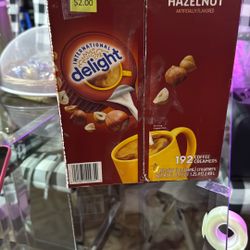 $2.00
HAZELNUT
ARTIFICIALLY FLAVORED
INTERNATIONAL
delight
192 COFFEE
CREAMERS